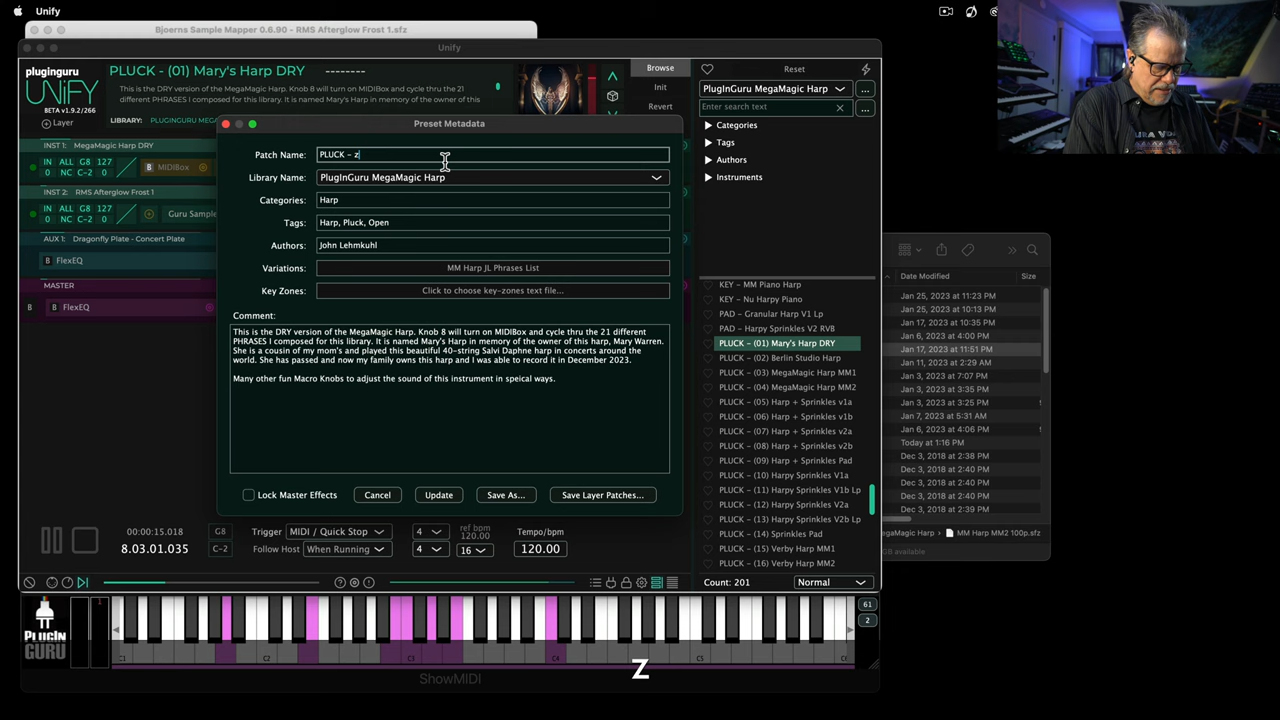 Unify
Bjoerns Sample Mapper 0.6.90 - RMS Afterglow Frost 1.sfz
Unify
pluginguru
UNiFY
BETA v1.9.2/266
Layer
PLUCK - (01) Mary's Harp DRY --------
This is the DRY version of the MegaMagic Harp. Knob 8 will turn on MIDIBox and cycle thru the 21
different PHRASES I composed for this library. It is named Mary's Harp in memory of the owner of this
LIBRARY: PLUGINGURU MEGAMAGIC
Browse
Init
Revert
Reset
PlugInGuru MegaMagic Harp
...
Enter search text
...
Categories
Tags
Authors
Instruments
INST 1: MegaMagic Harp DRY
IN ALL G8 127
0 NC C-2 0
B MIDIBox
INST 2: RMS Afterglow Frost 1
IN ALL G8 127
0 NC C-2 0
Guru Sample
AUX 1: Dragonfly Plate - Concert Plate
B FlexEQ
MASTER
B B FlexEQ
Preset Metadata
Patch Name: PLUCK - z
Library Name: PlugInGuru MegaMagic Harp
Categories: Harp
Tags: Harp, Pluck, Open
Authors: John Lehmkuhl
Variations: MM Harp JL Phrases List
Key Zones: Click to choose key-zones text file...
Comment:
This is the DRY version of the MegaMagic Harp. Knob 8 will turn on MIDIBox and cycle thru the 21 different
PHRASES I composed for this library. It is named Mary's Harp in memory of the owner of this harp, Mary Warren.
She is a cousin of my mom's and played this beautiful 40-string Salvi Daphne harp in concerts around the
world. She has passed and now my family owns this harp and I was able to record it in December 2023.
Many other fun Macro Knobs to adjust the sound of this instrument in speical ways.
Lock Master Effects
Cancel
Update
Save As...
Save Layer Patches...
KEY - MM Piano Harp
KEY - Nu Harpy Piano
PAD - Granular Harp V1 Lp
PAD - Harpy Sprinkles V2 RVB
PLUCK - (01) Mary's Harp DRY
PLUCK - (02) Berlin Studio Harp
PLUCK - (03) MegaMagic Harp MM1
PLUCK - (04) MegaMagic Harp MM2
PLUCK - (05) Harp + Sprinkles v1a
PLUCK - (06) Harp + Sprinkles v1b
PLUCK - (07) Harp + Sprinkles v2a
PLUCK - (08) Harp + Sprinkles v2b
PLUCK - (09) Harp + Sprinkles Pad
PLUCK - (10) Harpy Sprinkles V1a
PLUCK - (11) Harpy Sprinkles V1b Lp
PLUCK - (12) Harpy Sprinkles V2a
PLUCK - (13) Harpy Sprinkles V2b Lp
PLUCK - (14) Sprinkles Pad
PLUCK - (15) Verby Harp MM1
PLUCK - (16) Verby Harp MM2
Count: 201
Normal
Date Modified Size
Jan 25, 2023 at 11:23 PM
Jan 25, 2023 at 10:13 PM
Jan 17, 2023 at 10:35 PM
Jan 17, 2023 at 11:51 PM
Jan 11, 2023 at 2:29 AM
Jan 3, 2023 at 7:07 PM
Jan 3, 2023 at 3:35 PM
Jan 3, 2023 at 3:25 PM
Jan 7, 2023 at 5:31 AM
Jan 6, 2023 at 4:06 PM
Today at 1:16 PM
Dec 3, 2018 at 2:38 PM
Dec 3, 2018 at 2:40 PM
Dec 3, 2018 at 2:40 PM
Dec 3, 2018 at 2:40 PM
Dec 3, 2018 at 2:39 PM
egaMagic Harp › MM Harp MM2 100p.sfz
GB available
00:00:15.018
8.03.01.035
G8
C-2
Trigger MIDI / Quick Stop
Follow Host When Running
4
4
ref bpm
120.00
16
Tempo/bpm
120.00
1
PLUGIN
GURU
C1 C2 C3 C4 C5 C6
61
2
Z
ShowMIDI